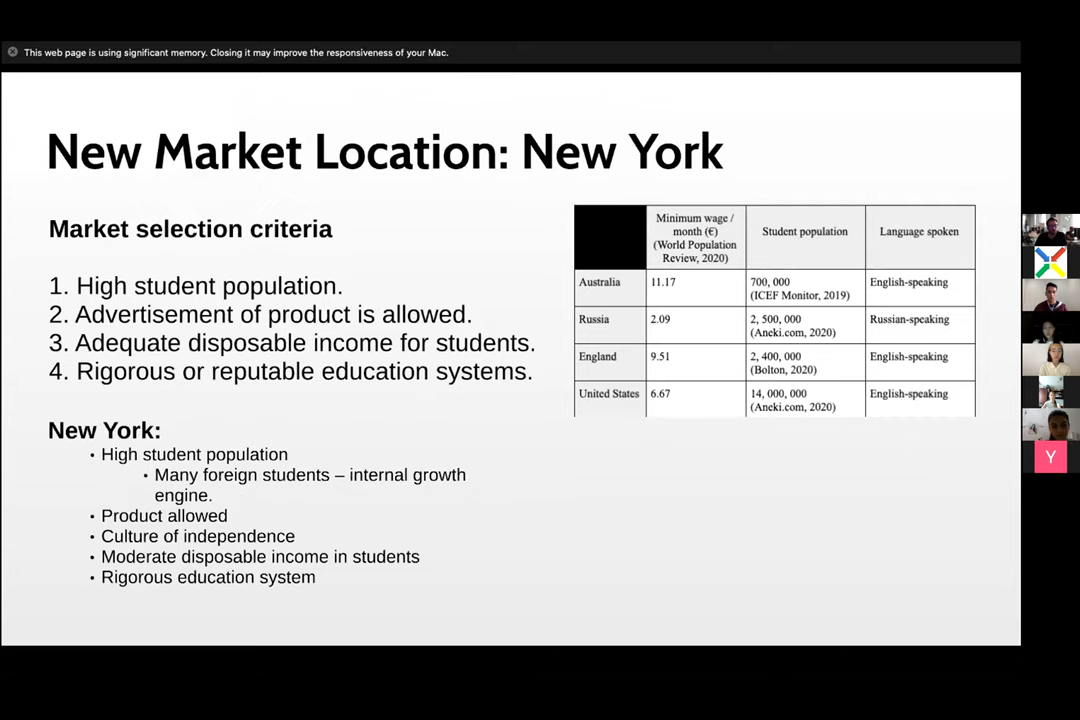 This web page is using significant memory. Closing it may improve the responsiveness of your Mac.
New Market Location: New York
Market selection criteria
1. High student population.
2. Advertisement of product is allowed.
3. Adequate disposable income for students.
4. Rigorous or reputable education systems.
New York:
• High student population
• Many foreign students – internal growth
engine.
• Product allowed
• Culture of independence
• Moderate disposable income in students
• Rigorous education system
Minimum wage /
month (€)
(World Population
Review, 2020)
Student population
Language spoken
Australia
11.17
700, 000
(ICEF Monitor, 2019)
English-speaking
Russia
2.09
2, 500, 000
(Aneki.com, 2020)
Russian-speaking
England
9.51
2, 400, 000
(Bolton, 2020)
English-speaking
United States
6.67
14, 000, 000
(Aneki.com, 2020)
English-speaking
Y